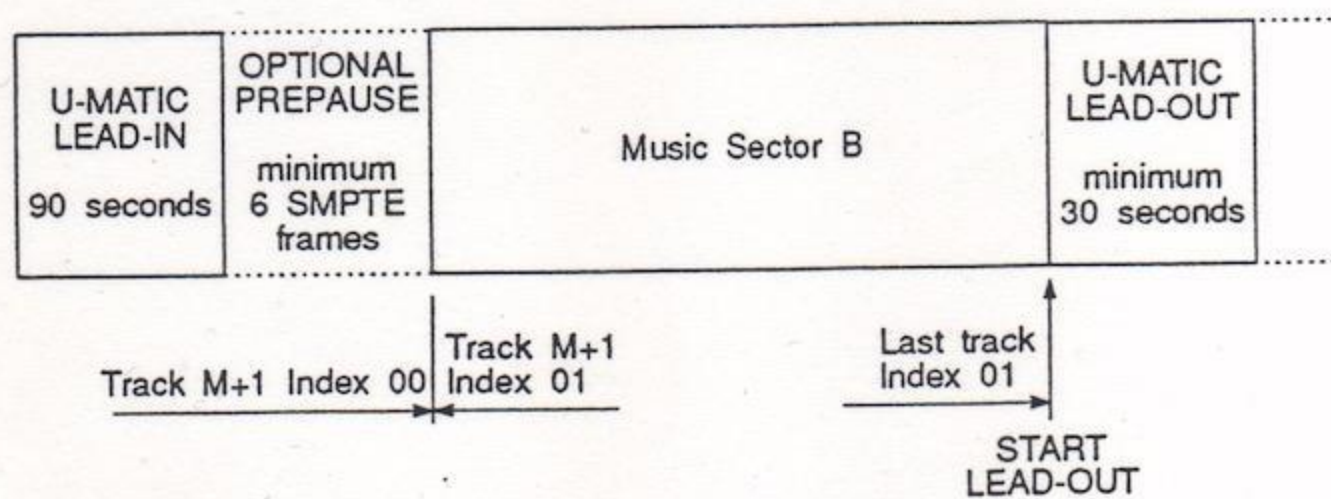 U-MATIC
LEAD-IN
90 seconds
OPTIONAL
PREPAUSE
minimum
6 SMPTE
frames
Music Sector B
U-MATIC
LEAD-OUT
minimum
30 seconds
Track M+1 Index 00
Track M+1
Index 01
Last track
Index 01
START
LEAD-OUT